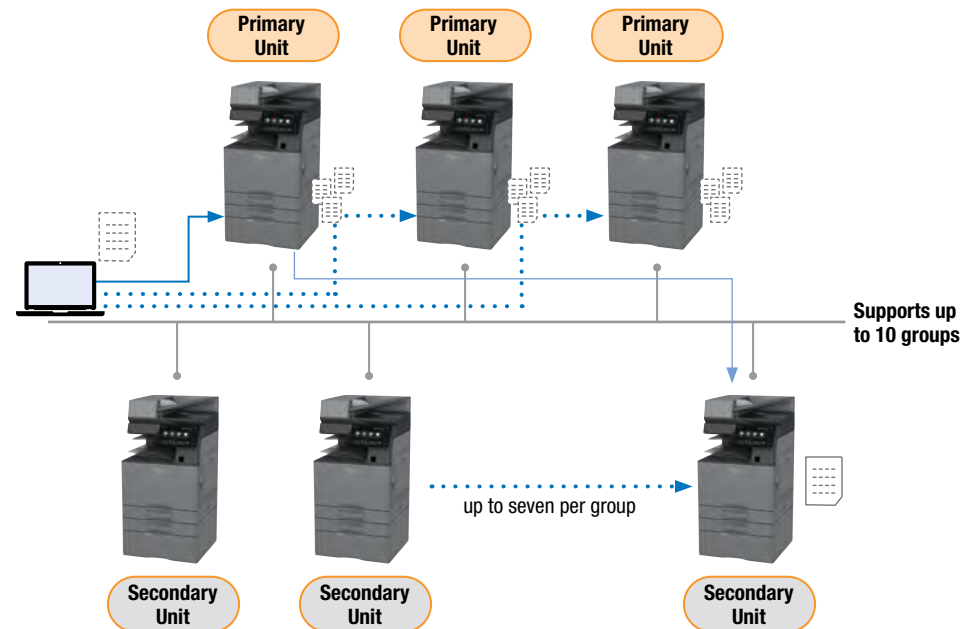 Primary
Unit
Primary
Unit
Primary
Unit
Supports up
to 10 groups
up to seven per group
Secondary
Unit
Secondary
Unit
Secondary
Unit